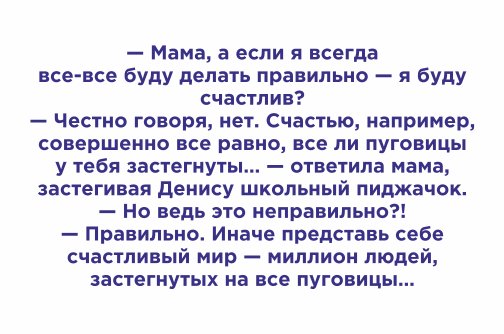 — Мама, а если я всегда
все-все буду делать правильно — я буду
счастлив?
— Честно говоря, нет. Счастью, например,
совершенно все равно, все ли пуговицы
у тебя застегнуты... — ответила мама,
застегивая Денису школьный пиджачок.
— Но ведь это неправильно?!
— Правильно. Иначе представь себе
счастливый мир — миллион людей,
застегнутых на все пуговицы...